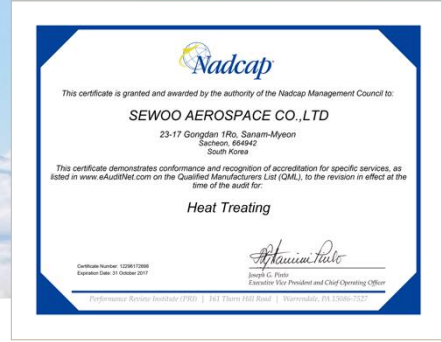 Nadcap
This certificate is granted and awarded by the authority of the Nadcap Management Council to:
SEWOO AEROSPACE CO.,LTD
23-17 Gongdan 1Ro, Sanam-Myeon
Sacheon, 664942
South Korea
This certificate demonstrates conformance and recognition of accreditation for specific services, as
listed in www.eAuditNet.com on the Qualified Manufacturers List (QML), to the revision in effect at the
time of the audit for:
Heat Treating
Certificate Number: 12296172698
Expiration Date: 31 October 2017
Joseph G. Pinto
Executive Vice President and Chief Operating Officer
Performance Review Institute (PRI) | 161 Thorn Hill Road | Warrendale, PA 15086-7527